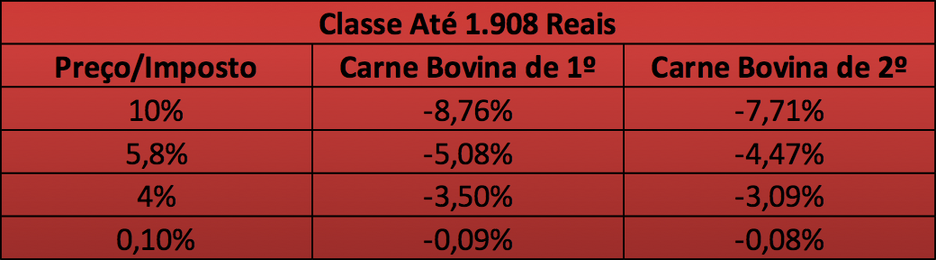 Classe Até 1.908 Reais
Preço/Imposto Carne Bovina de 1º Carne Bovina de 2º
10% -8,76% -7,71%
5,8% -5,08% -4,47%
4% -3,50% -3,09%
0,10% -0,09% -0,08%